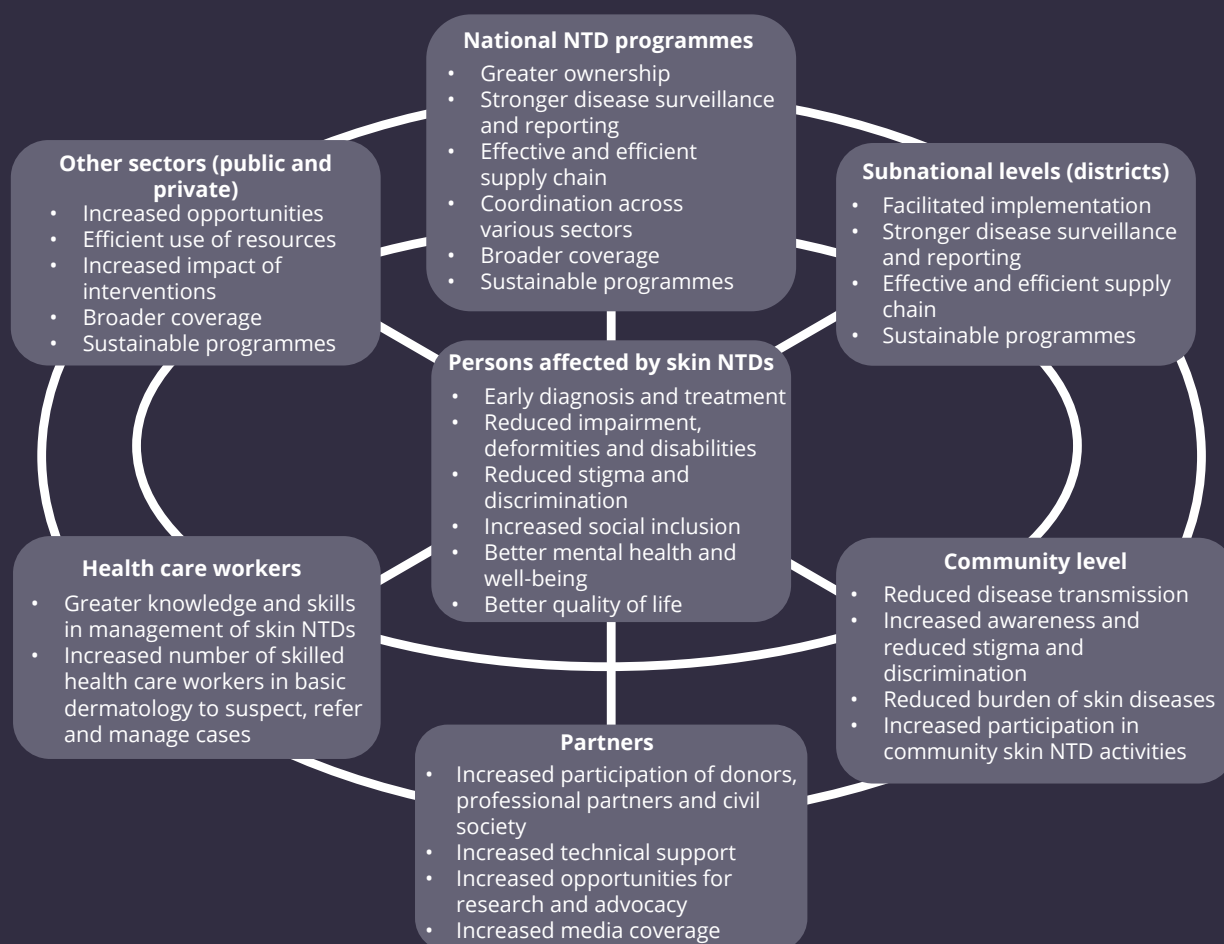 National NTD programmes
• Greater ownership
• Stronger disease surveillance
and reporting
• Effective and efficient
supply chain
• Coordination across
various sectors
• Broader coverage
• Sustainable programmes
Other sectors (public and
private)
• Increased opportunities
• Efficient use of resources
• Increased impact of
interventions
• Broader coverage
• Sustainable programmes
Subnational levels (districts)
• Facilitated implementation
• Stronger disease surveillance
and reporting
• Effective and efficient supply
chain
• Sustainable programmes
Persons affected by skin NTDs
• Early diagnosis and treatment
• Reduced impairment,
deformities and disabilities
• Reduced stigma and
discrimination
• Increased social inclusion
• Better mental health and
well-being
• Better quality of life
Health care workers
• Greater knowledge and skills
in management of skin NTDs
• Increased number of skilled
health care workers in basic
dermatology to suspect, refer
and manage cases
Community level
• Reduced disease transmission
• Increased awareness and
reduced stigma and
discrimination
• Reduced burden of skin diseases
• Increased participation in
community skin NTD activities
Partners
• Increased participation of donors,
professional partners and civil
society
• Increased technical support
• Increased opportunities for
research and advocacy
• Increased media coverage